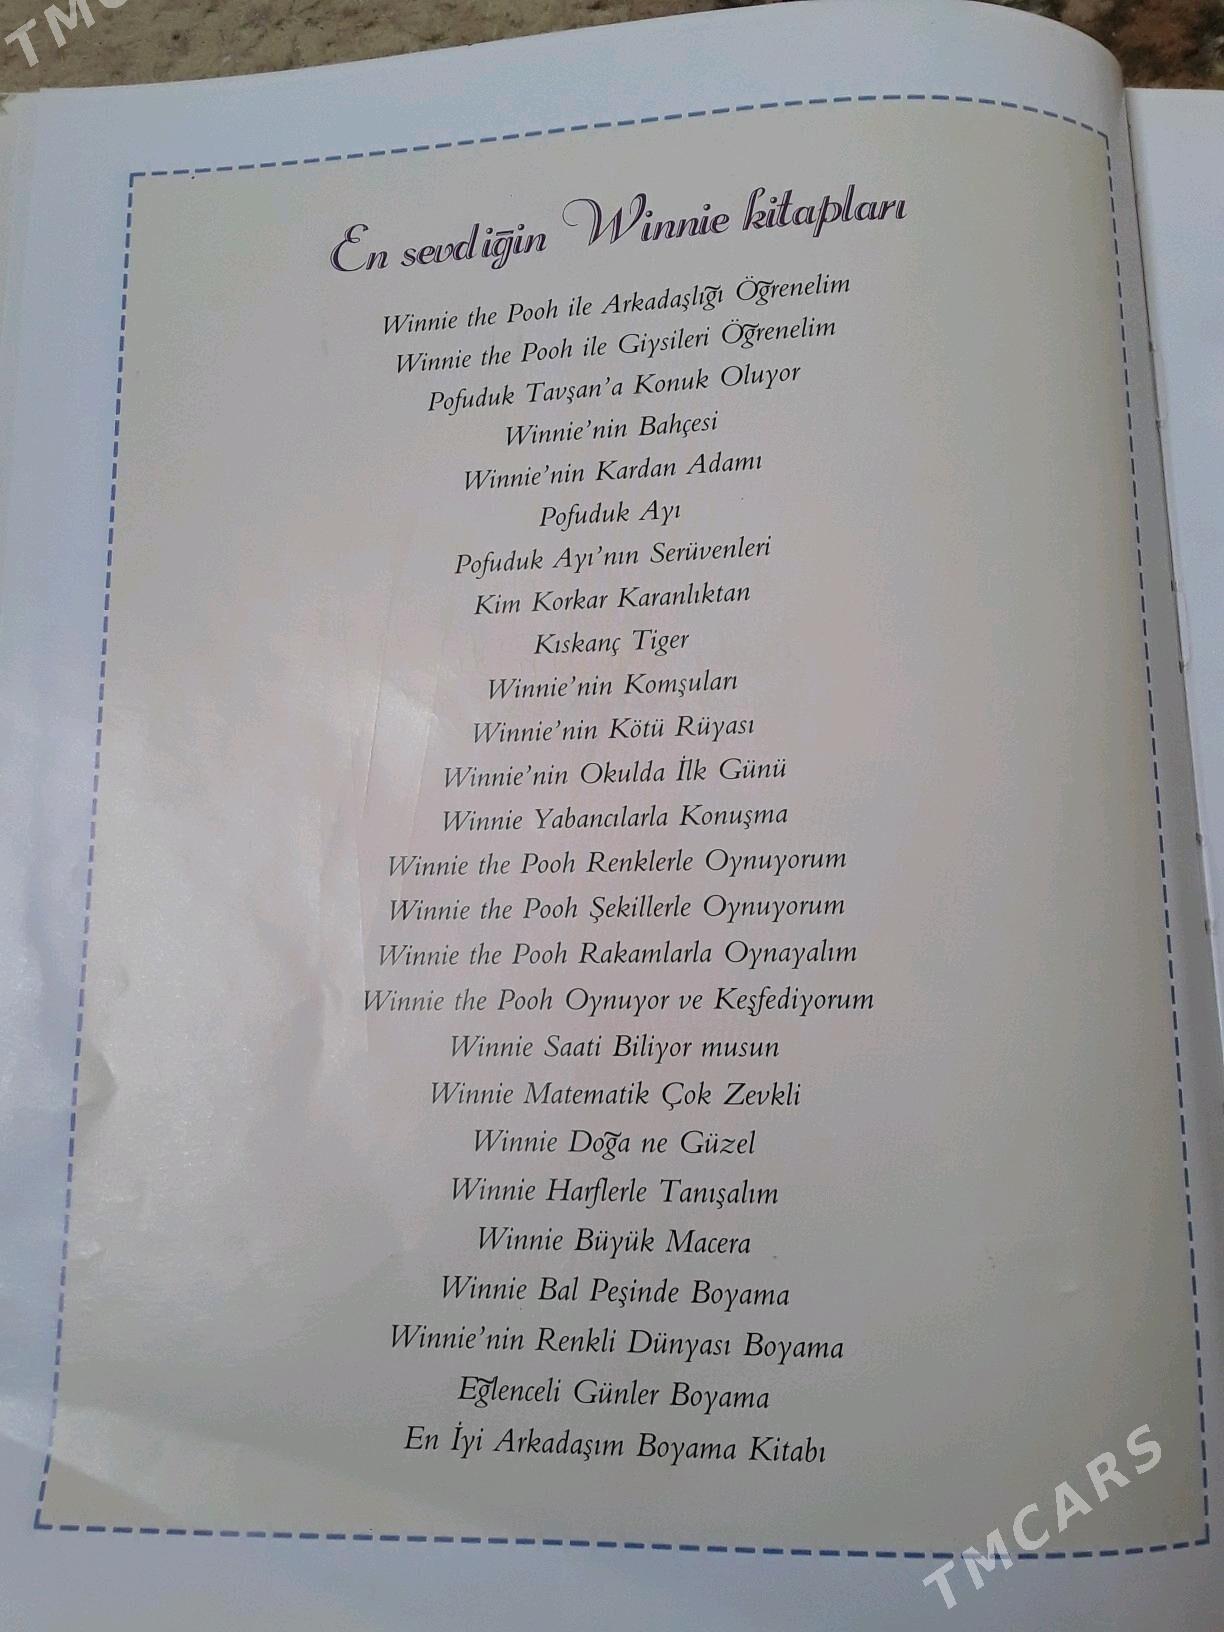 TMC
En sevdiğin Winnie kitapları
Winnie the Pooh ile Arkadaşlığı Öğrenelim
Winnie the Pooh ile Giysileri Öğrenelim
Pofuduk Tavşan'a Konuk Oluyor
Winnie'nin Bahçesi
Winnie'nin Kardan Adamı
Pofuduk Ayı
Pofuduk Ayı'nın Serüvenleri
Kim Korkar Karanlıktan
Kıskanç Tiger
Winnie'nin Komşuları
Winnie'nin Kötü Rüyası
Winnie'nin Okulda İlk Günü
Winnie Yabancılarla Konuşma
Winnie the Pooh Renklerle Oynuyorum
Winnie the Pooh Şekillerle Oynuyorum
Winnie the Pooh Rakamlarla Oynayalım
Winnie the Pooh Oynuyor ve Keşfediyorum
Winnie Saati Biliyor musun
Winnie Matematik Çok Zevkli
Winnie Doğa ne Güzel
Winnie Harflerle Tanışalım
Winnie Büyük Macera
Winnie Bal Peşinde Boyama
Winnie'nin Renkli Dünyası Boyama
Eğlenceli Günler Boyama
En İyi Arkadaşım Boyama Kitabı
TMCARS